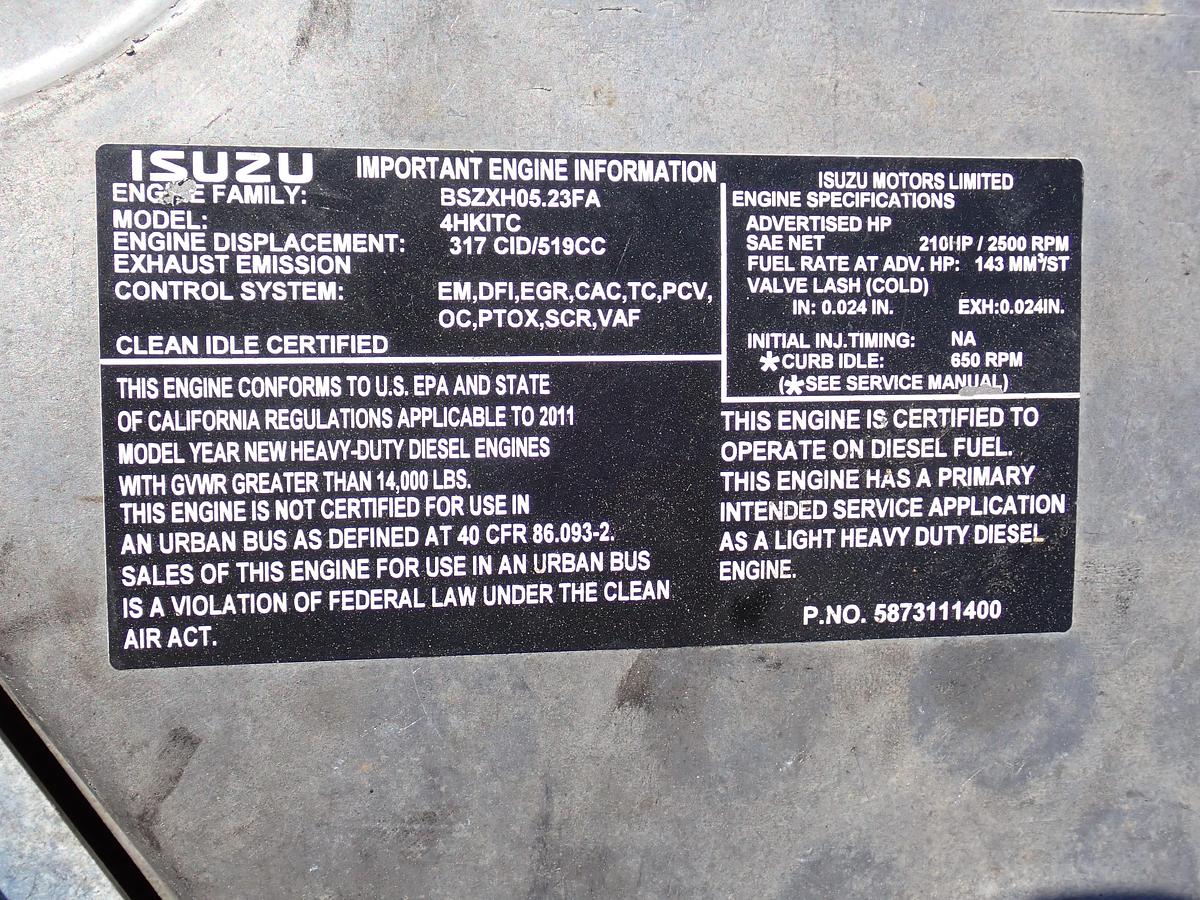 ISUZU IMPORTANT ENGINE INFORMATION
ENGINE FAMILY: BSZXH05.23FA
MODEL: 4HKITC
ENGINE DISPLACEMENT: 317 CID/519CC
EXHAUST EMISSION
CONTROL SYSTEM: EM,DFI,EGR,CAC,TC,PCV,
OC,PTOX,SCR,VAF
CLEAN IDLE CERTIFIED
ISUZU MOTORS LIMITED
ENGINE SPECIFICATIONS
ADVERTISED HP
SAE NET 210HP / 2500 RPM
FUEL RATE AT ADV. HP: 143 MM³/ST
VALVE LASH (COLD)
IN: 0.024 IN. EXH:0.024IN.
INITIAL INJ.TIMING: NA
*CURB IDLE: 650 RPM
(*SEE SERVICE MANUAL)
THIS ENGINE CONFORMS TO U.S. EPA AND STATE
OF CALIFORNIA REGULATIONS APPLICABLE TO 2011
MODEL YEAR NEW HEAVY-DUTY DIESEL ENGINES
WITH GVWR GREATER THAN 14,000 LBS.
THIS ENGINE IS NOT CERTIFIED FOR USE IN
AN URBAN BUS AS DEFINED AT 40 CFR 86.093-2.
SALES OF THIS ENGINE FOR USE IN AN URBAN BUS
IS A VIOLATION OF FEDERAL LAW UNDER THE CLEAN
AIR ACT.
THIS ENGINE IS CERTIFIED TO
OPERATE ON DIESEL FUEL.
THIS ENGINE HAS A PRIMARY
INTENDED SERVICE APPLICATION
AS A LIGHT HEAVY DUTY DIESEL
ENGINE.
P.NO. 5873111400